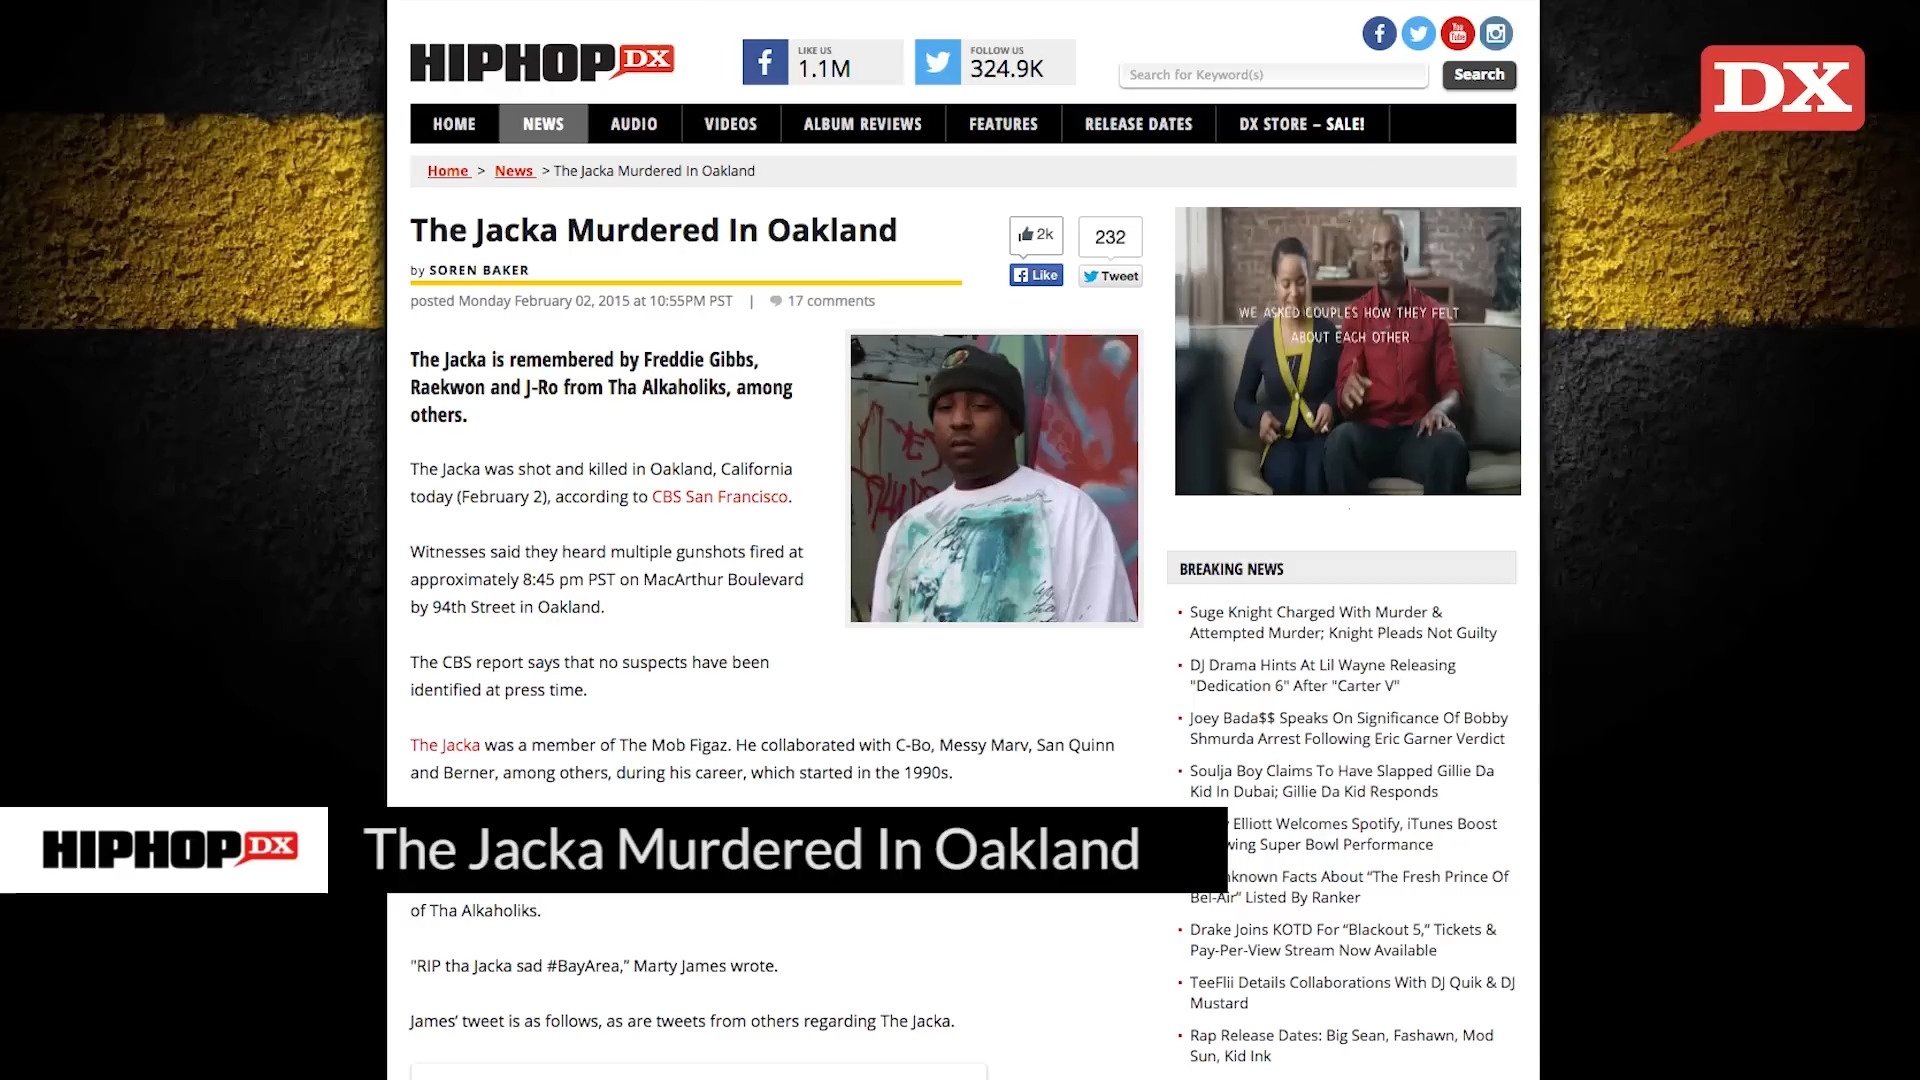 HIPHOPDX
LIKE US
1.1M
FOLLOW US
324.9K
You
Tube
Search for Keyword(s)
Search
DX
HOME
NEWS
AUDIO
VIDEOS
ALBUM REVIEWS
FEATURES
RELEASE DATES
DX STORE – SALE!
Home > News > The Jacka Murdered In Oakland
The Jacka Murdered In Oakland
by SOREN BAKER
posted Monday February 02, 2015 at 10:55PM PST | 17 comments
2k
Like
232
Tweet
The Jacka is remembered by Freddie Gibbs,
Raekwon and J-Ro from Tha Alkaholiks, among
others.
The Jacka was shot and killed in Oakland, California
today (February 2), according to CBS San Francisco.
Witnesses said they heard multiple gunshots fired at
approximately 8:45 pm PST on MacArthur Boulevard
by 94th Street in Oakland.
The CBS report says that no suspects have been
identified at press time.
The Jacka was a member of The Mob Figaz. He collaborated with C-Bo, Messy Marv, San Quinn
and Berner, among others, during his career, which started in the 1990s.
HIPHOPDX
The Jacka Murdered In Oakland
of Tha Alkaholiks.
"RIP tha Jacka sad #BayArea,” Marty James wrote.
James’ tweet is as follows, as are tweets from others regarding The Jacka.
WE ASKED COUPLES HOW THEY FELT
ABOUT EACH OTHER
BREAKING NEWS
Suge Knight Charged With Murder &
Attempted Murder; Knight Pleads Not Guilty
DJ Drama Hints At Lil Wayne Releasing
"Dedication 6" After "Carter V"
Joey Bada$$ Speaks On Significance Of Bobby
Shmurda Arrest Following Eric Garner Verdict
Soulja Boy Claims To Have Slapped Gillie Da
Kid In Dubai; Gillie Da Kid Responds
Elliott Welcomes Spotify, iTunes Boost
Super Bowl Performance
Facts About “The Fresh Prince Of
Bel-Air” Listed By Ranker
Drake Joins KOTD For “Blackout 5,” Tickets &
Pay-Per-View Stream Now Available
TeeFlii Details Collaborations With DJ Quik & DJ
Mustard
Rap Release Dates: Big Sean, Fashawn, Mod
Sun, Kid Ink